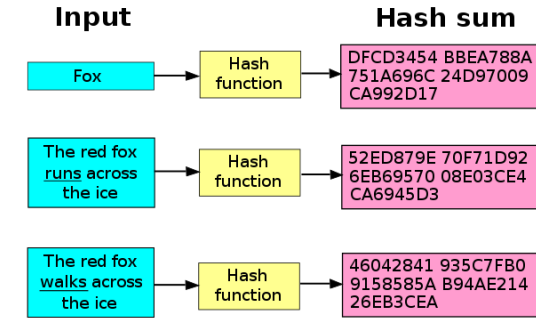 Input
Hash sum
Fox
Hash
function
DFCD3454 BBEA788A
751A696C 24D97009
CA992D17
The red fox
runs across
the ice
Hash
function
52ED879E 70F71D92
6EB69570 08E03CE4
CA6945D3
The red fox
walks across
the ice
Hash
function
46042841 935C7FB0
9158585A B94AE214
26EB3CEA